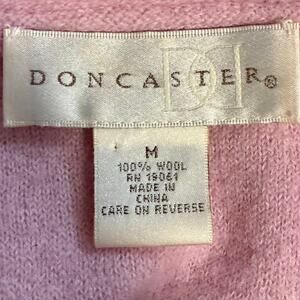 DONCASTER®
M
100% WOOL
RN 19061
MADE IN
CHINA
CARE ON REVERSE